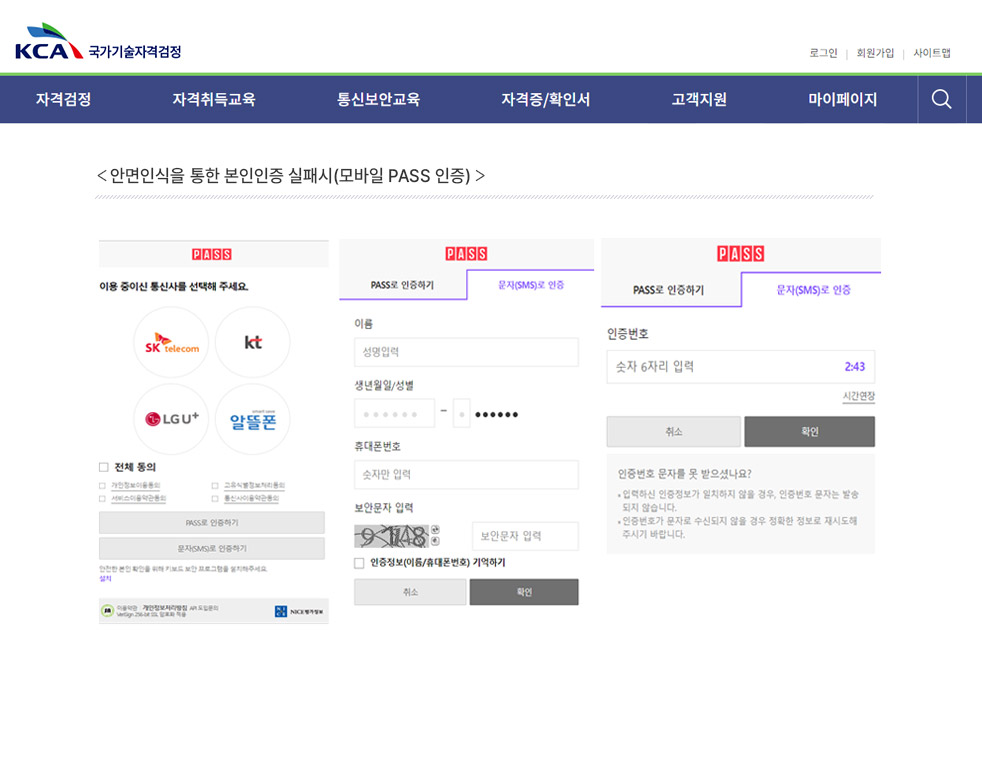 KCA 국가기술자격검정
로그인 | 회원가입 | 사이트맵
자격검정 자격취득교육 통신보안교육 자격증/확인서 고객지원 마이페이지
< 안면인식을 통한 본인인증 실패시(모바일 PASS 인증) >
PASS
이용 중이신 통신사를 선택해 주세요.
SK telecom
kt
LG U+
알뜰폰
전체 동의
개인정보이용동의
고유식별정보처리동의
서비스이용약관동의
통신사이용약관동의
PASS로 인증하기
문자(SMS)로 인증하기
안전한 본인 확인을 위해 키보드 보안 프로그램을 설치해주세요.
설치
이용약관 개인정보처리방침 API 도입문의
VeriSign 256-bit SSL 암호화 적용
NICE평가정보
PASS
PASS로 인증하기
문자(SMS)로 인증
이름
성명입력
생년월일/성별
●●●●●● - ● ●●●●●●
휴대폰번호
숫자만 입력
보안문자 입력
보안문자 입력
인증정보(이름/휴대폰번호) 기억하기
취소
확인
PASS
PASS로 인증하기
문자(SMS)로 인증
인증번호
숫자 6자리 입력 2:43
시간연장
취소
확인
인증번호 문자를 못 받으셨나요?
입력하신 인증정보가 일치하지 않을 경우, 인증번호 문자는 발송
되지 않습니다.
인증번호가 문자로 수신되지 않을 경우 정확한 정보로 재시도해
주시기 바랍니다.